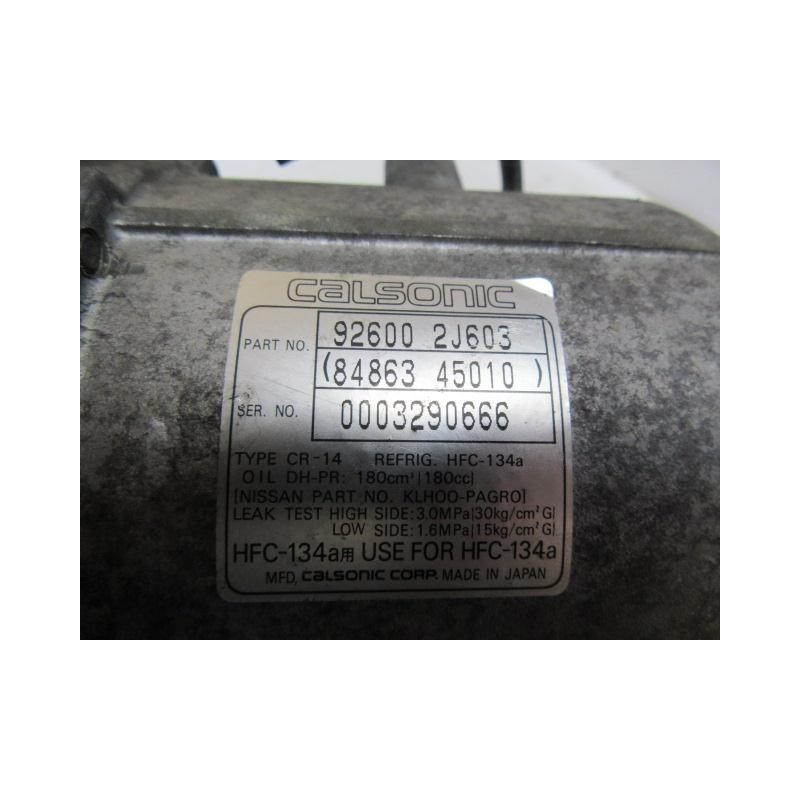 CALSONIC
PART NO. 92600 2J603
(84863 45010 )
SER. NO. 0003290666
TYPE CR-14 REFRIG. HFC-134a
OIL DH-PR: 180cm³[180cc]
[NISSAN PART NO. KLHOO-PAGRO]
LEAK TEST HIGH SIDE: 3.0MPa[30kg/cm²G]
LOW SIDE: 1.6MPa[15kg/cm²G]
HFC-134a用 USE FOR HFC-134a
MFD, CALSONIC CORP. MADE IN JAPAN